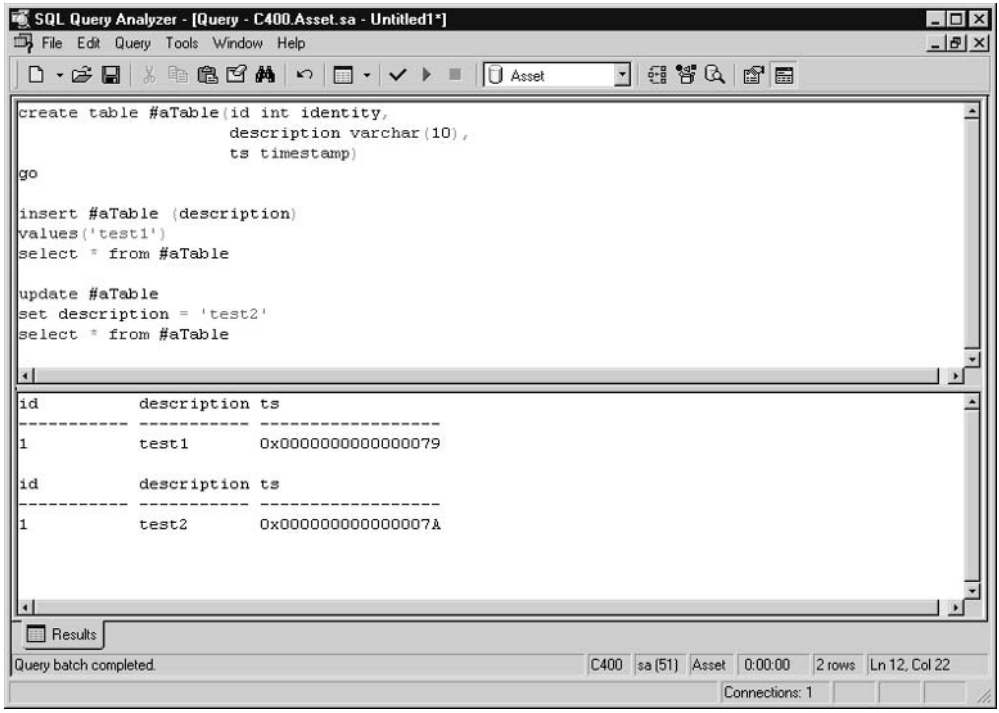 SQL Query Analyzer - [Query - C400.Asset.sa - Untitled1*]
File Edit Query Tools Window Help
Asset
create table #aTable(id int identity,
description varchar(10),
ts timestamp)
go
insert #aTable (description)
values('test1')
select * from #aTable
update #aTable
set description = 'test2'
select * from #aTable
id description ts
----------- ----------- ------------------
1 test1 0x0000000000000079
id description ts
----------- ----------- ------------------
1 test2 0x000000000000007A
Results
Query batch completed. C400 sa (51) Asset 0:00:00 2 rows Ln 12, Col 22
Connections: 1